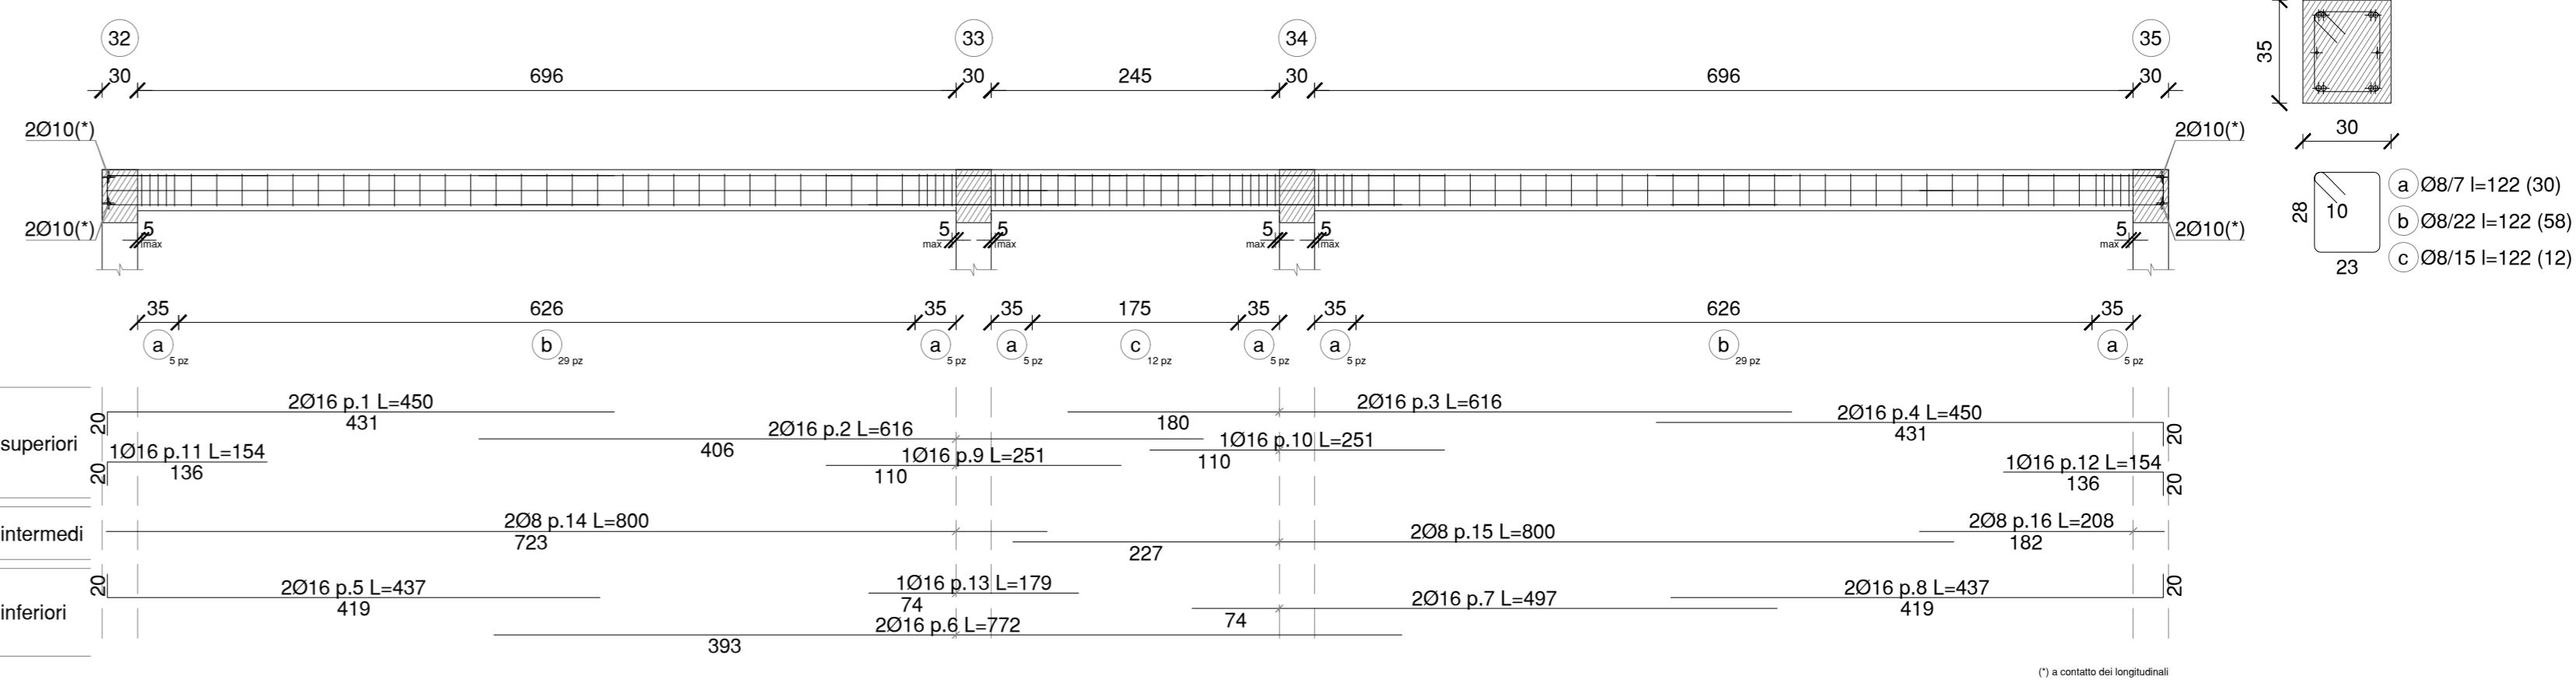 32 33 34 35
30 696 30 245 30 696 30
35
30
2Ø10(*) 2Ø10(*)
2Ø10(*) 2Ø10(*)
5 max 5 max 5 max 5 max 5 max 5 max
28
10
23
a Ø8/7 l=122 (30)
b Ø8/22 l=122 (58)
c Ø8/15 l=122 (12)
35 626 35 35 175 35 35 626 35
a 5 pz b 29 pz a 5 pz a 5 pz c 12 pz a 5 pz a 5 pz b 29 pz a 5 pz
superiori
20 2Ø16 p.1 L=450
431
2Ø16 p.2 L=616
406
2Ø16 p.3 L=616
180
2Ø16 p.4 L=450
431 20
20 1Ø16 p.11 L=154
136
1Ø16 p.9 L=251
110
1Ø16 p.10 L=251
110
1Ø16 p.12 L=154
136 20
intermedi
2Ø8 p.14 L=800
723
2Ø8 p.15 L=800
227
2Ø8 p.16 L=208
182
inferiori
20 2Ø16 p.5 L=437
419
1Ø16 p.13 L=179
74
2Ø16 p.6 L=772
393
2Ø16 p.7 L=497
74
2Ø16 p.8 L=437
419 20
(*) a contatto dei longitudinali